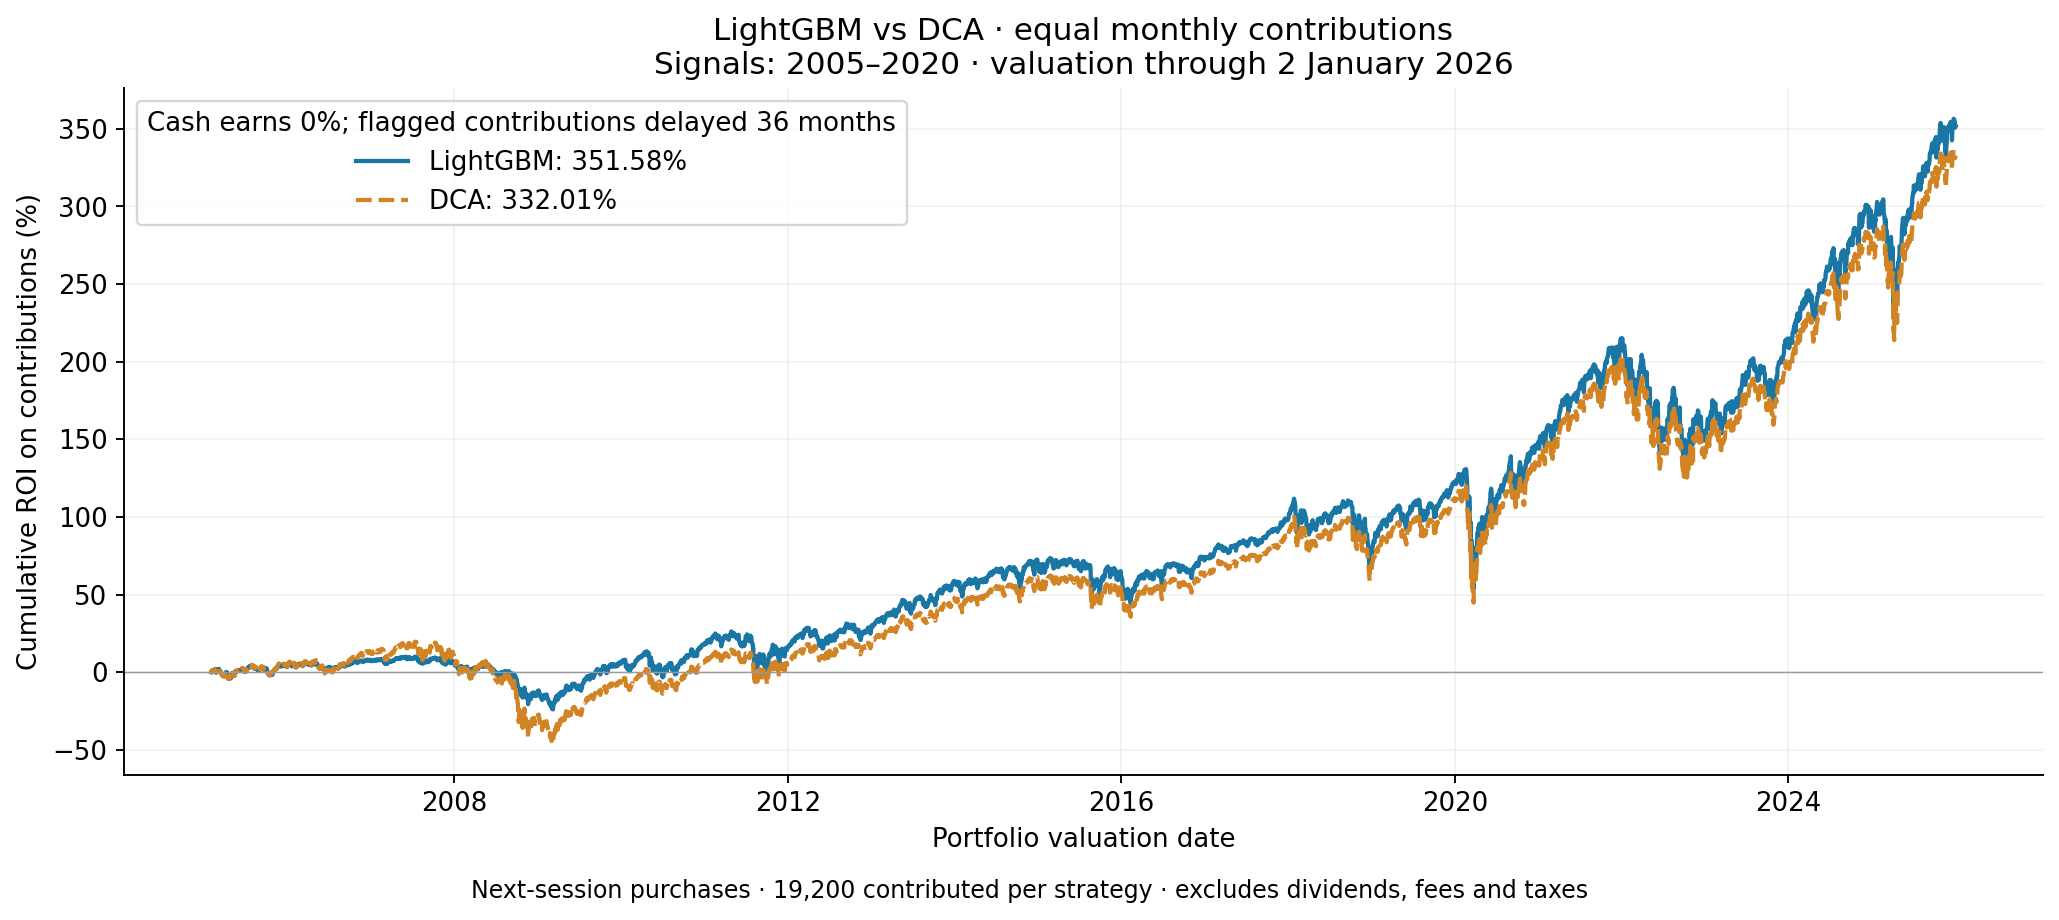 LightGBM vs DCA · equal monthly contributions
Signals: 2005–2020 · valuation through 2 January 2026
Cash earns 0%; flagged contributions delayed 36 months
LightGBM: 351.58%
DCA: 332.01%
Cumulative ROI on contributions (%)
350
300
250
200
150
100
50
0
−50
2008
2012
2016
2020
2024
Portfolio valuation date
Next-session purchases · 19,200 contributed per strategy · excludes dividends, fees and taxes